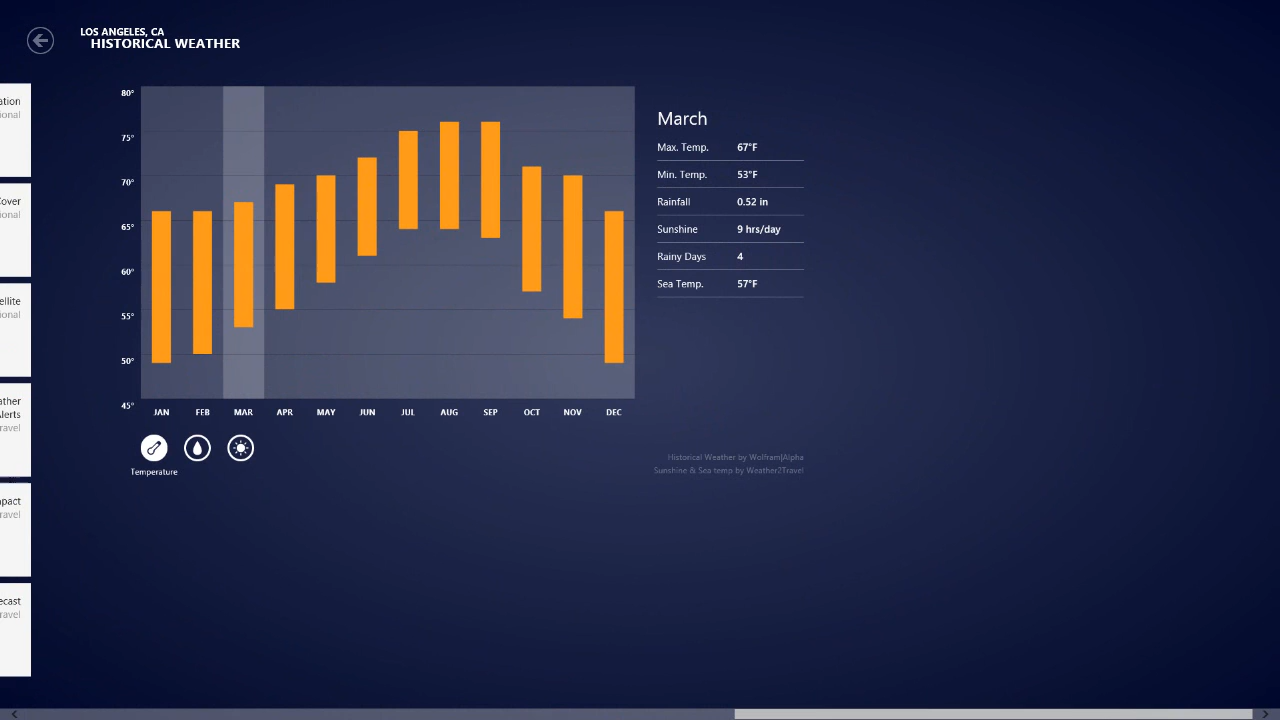 LOS ANGELES, CA
HISTORICAL WEATHER
ation
ional
Cover
ional
ellite
ional
ather
Alerts
ravel
npact
ravel
ecast
ravel
80°
75°
70°
65°
60°
55°
50°
45°
JAN FEB MAR APR MAY JUN JUL AUG SEP OCT NOV DEC
Temperature
March
Max. Temp. 67°F
Min. Temp. 53°F
Rainfall 0.52 in
Sunshine 9 hrs/day
Rainy Days 4
Sea Temp. 57°F
Historical Weather by Wolfram|Alpha
Sunshine & Sea temp by Weather2Travel